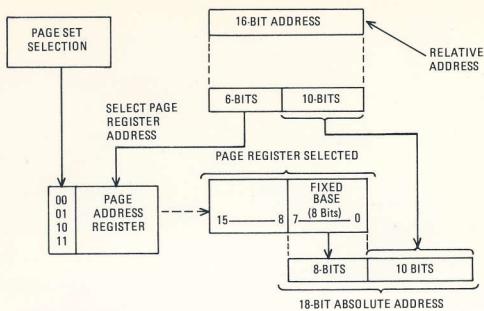 PAGE SET
SELECTION
16-BIT ADDRESS
RELATIVE
ADDRESS
6-BITS
10-BITS
SELECT PAGE
REGISTER
ADDRESS
PAGE REGISTER SELECTED
00
01
10
11
PAGE
ADDRESS
REGISTER
FIXED
BASE
(8 Bits)
15 8
7 0
8-BITS
10 BITS
18-BIT ABSOLUTE ADDRESS